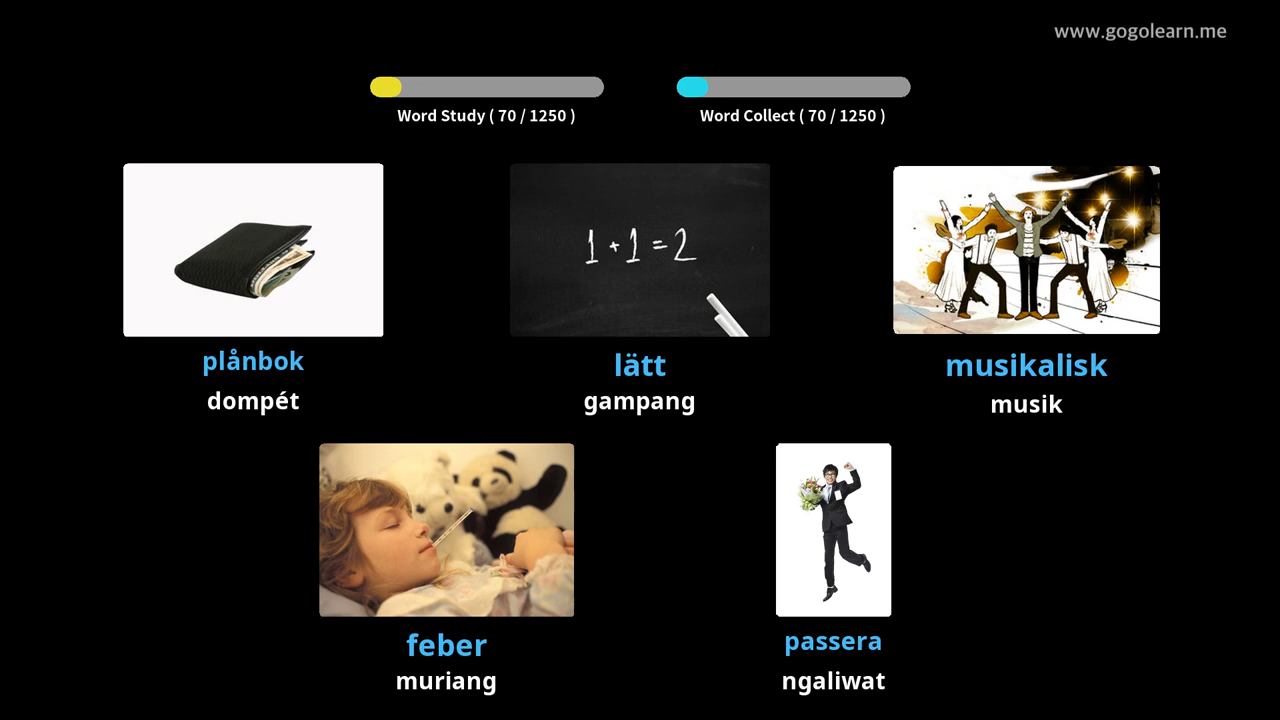 www.gogolearn.me
Word Study ( 70 / 1250 )
Word Collect ( 70 / 1250 )
1 + 1 = 2
plånbok
dompét
lätt
gampang
musikalisk
musik
feber
muriang
passera
ngaliwat